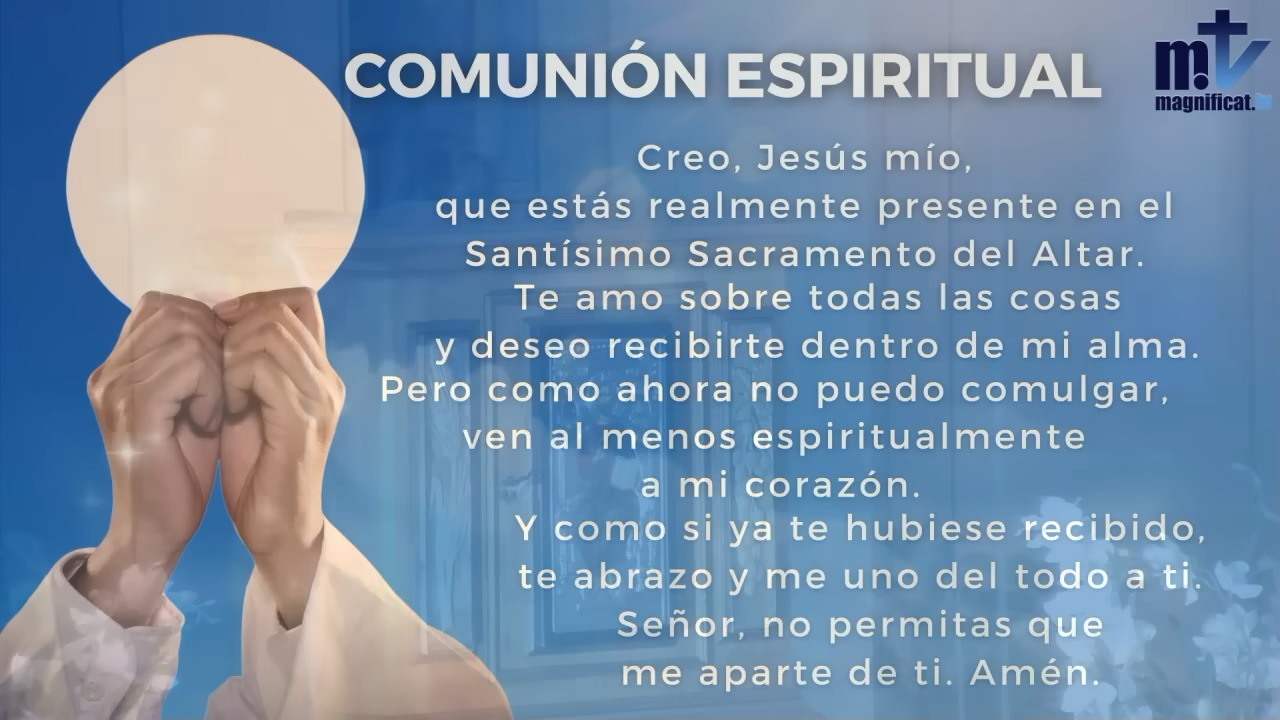 COMUNIÓN ESPIRITUAL
m.tv
magnificat.tv
Creo, Jesús mío,
que estás realmente presente en el
Santísimo Sacramento del Altar.
Te amo sobre todas las cosas
y deseo recibirte dentro de mi alma.
Pero como ahora no puedo comulgar,
ven al menos espiritualmente
a mi corazón.
Y como si ya te hubiese recibido,
te abrazo y me uno del todo a ti.
Señor, no permitas que
me aparte de ti. Amén.